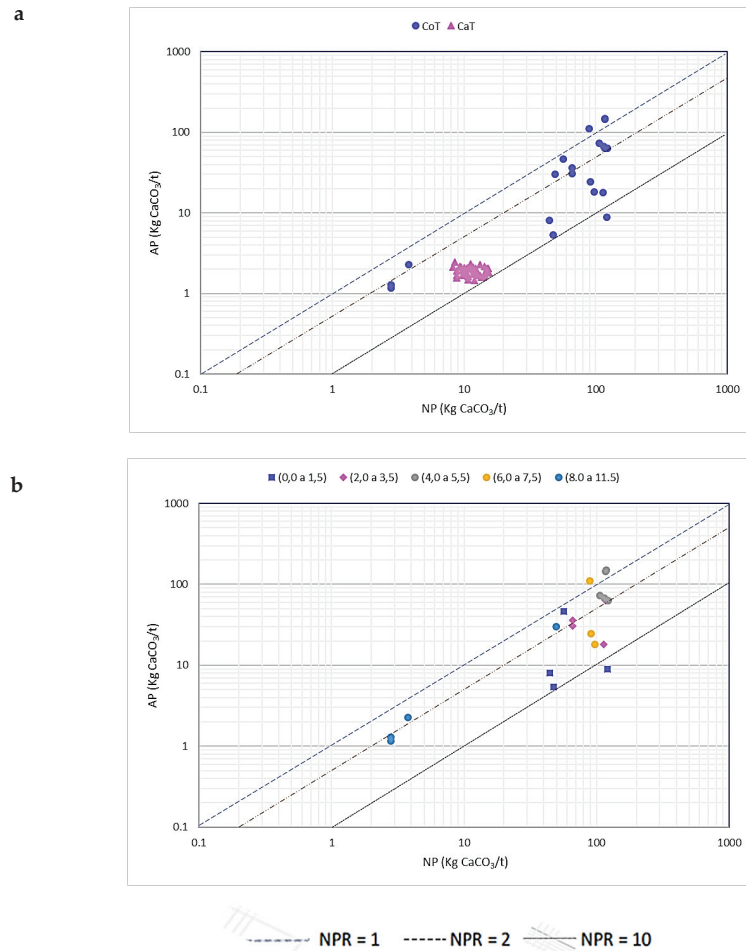 a
CoT CaT
1000
100
10
1
0.1
AP (Kg CaCO₃/t)
0.1 1 10 100 1000
NP (Kg CaCO₃/t)
b
(0,0 a 1,5) (2,0 a 3,5) (4,0 a 5,5) (6,0 a 7,5) (8.0 a 11.5)
1000
100
10
1
0.1
AP (Kg CaCO₃/t)
0.1 1 10 100 1000
NP (Kg CaCO₃/t)
NPR = 1 NPR = 2 NPR = 10